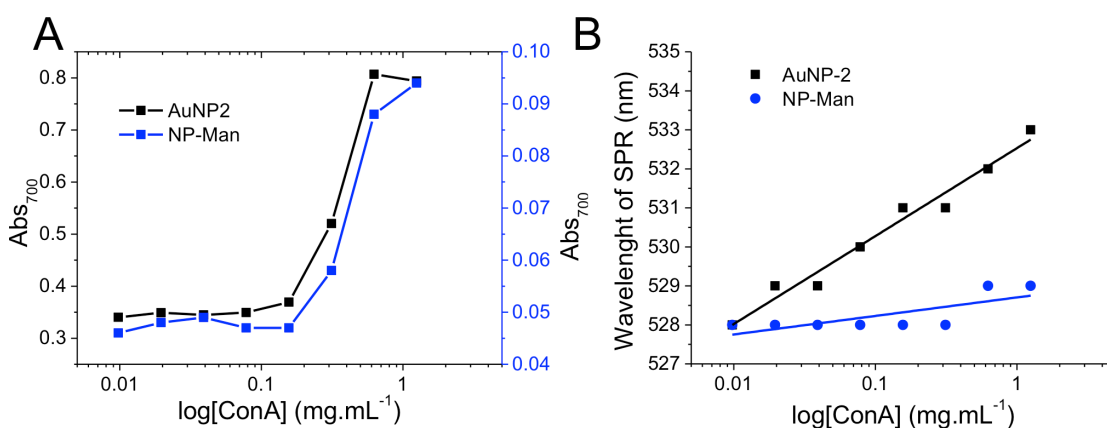 A
B
0.8
0.7
0.6
0.5
0.4
0.3
Abs700
AuNP2
NP-Man
0.10
0.09
0.08
0.07
0.06
0.05
0.04
Abs700
0.01
0.1
1
log[ConA] (mg.mL-1)
535
534
533
532
531
530
529
528
527
Wavelenght of SPR (nm)
AuNP-2
NP-Man
0.01
0.1
1
log[ConA] (mg.mL-1)